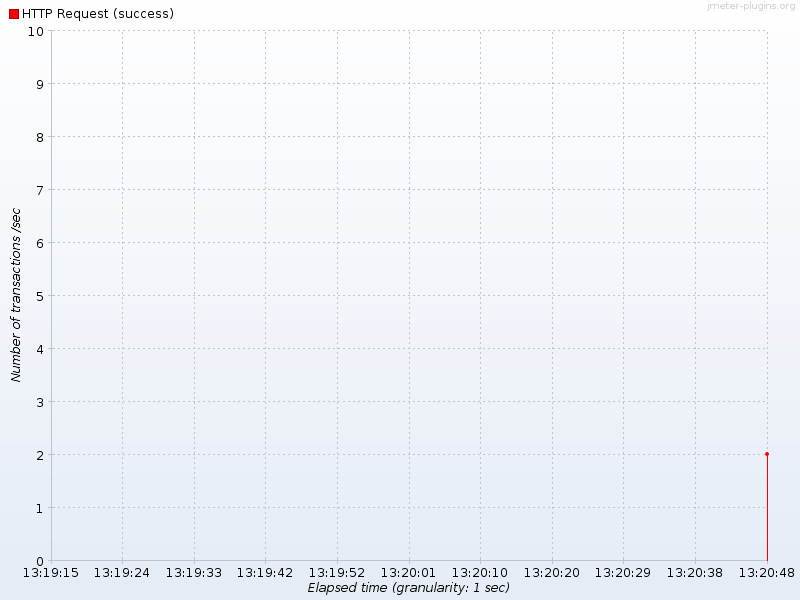 jmeter-plugins.org
HTTP Request (success)
10
9
8
7
6
5
4
3
2
1
0
Number of transactions /sec
13:19:15 13:19:24 13:19:33 13:19:42 13:19:52 13:20:01 13:20:10 13:20:20 13:20:29 13:20:38 13:20:48
Elapsed time (granularity: 1 sec)